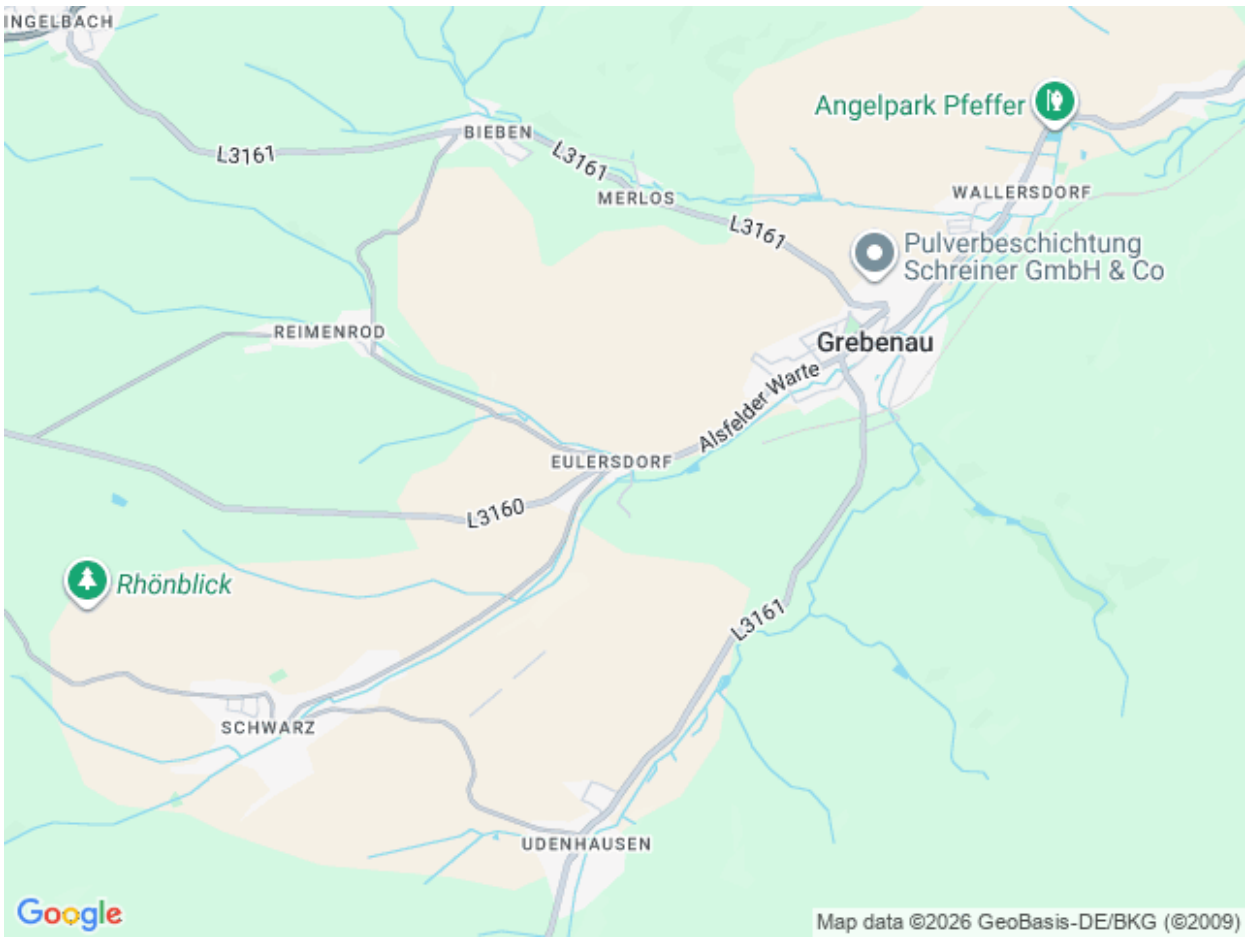 INGELBACH
Angelpark Pfeffer
BIEBEN
L3161
L3161
MERLOS
WALLERSDORF
L3161
Pulverbeschichtung
Schreiner GmbH & Co
REIMENROD
Grebenau
Alsfelder Warte
EULERSDORF
L3160
Rhönblick
L3161
SCHWARZ
UDENHAUSEN
Google
Map data ©2026 GeoBasis-DE/BKG (©2009)